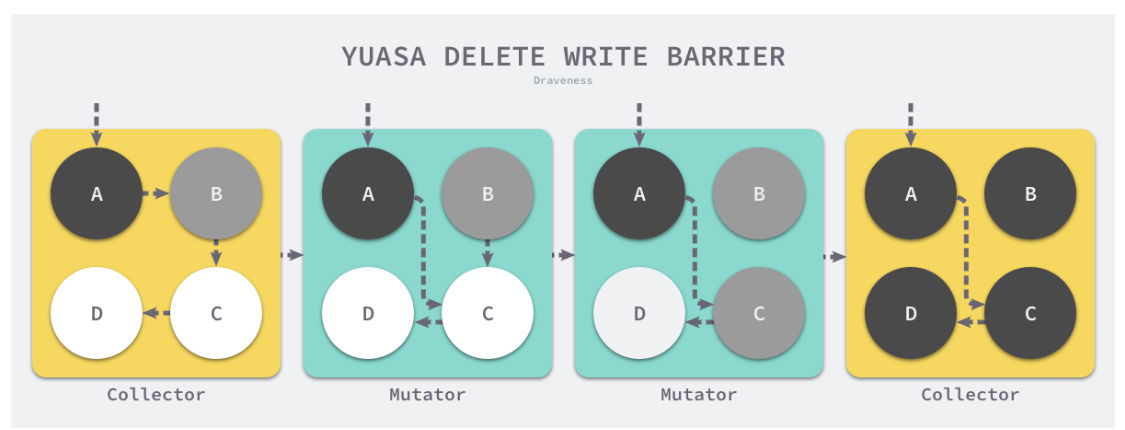 YUASA DELETE WRITE BARRIER
Draveness
A B
D C
Collector
A B
D C
Mutator
A B
D C
Mutator
A B
D C
Collector